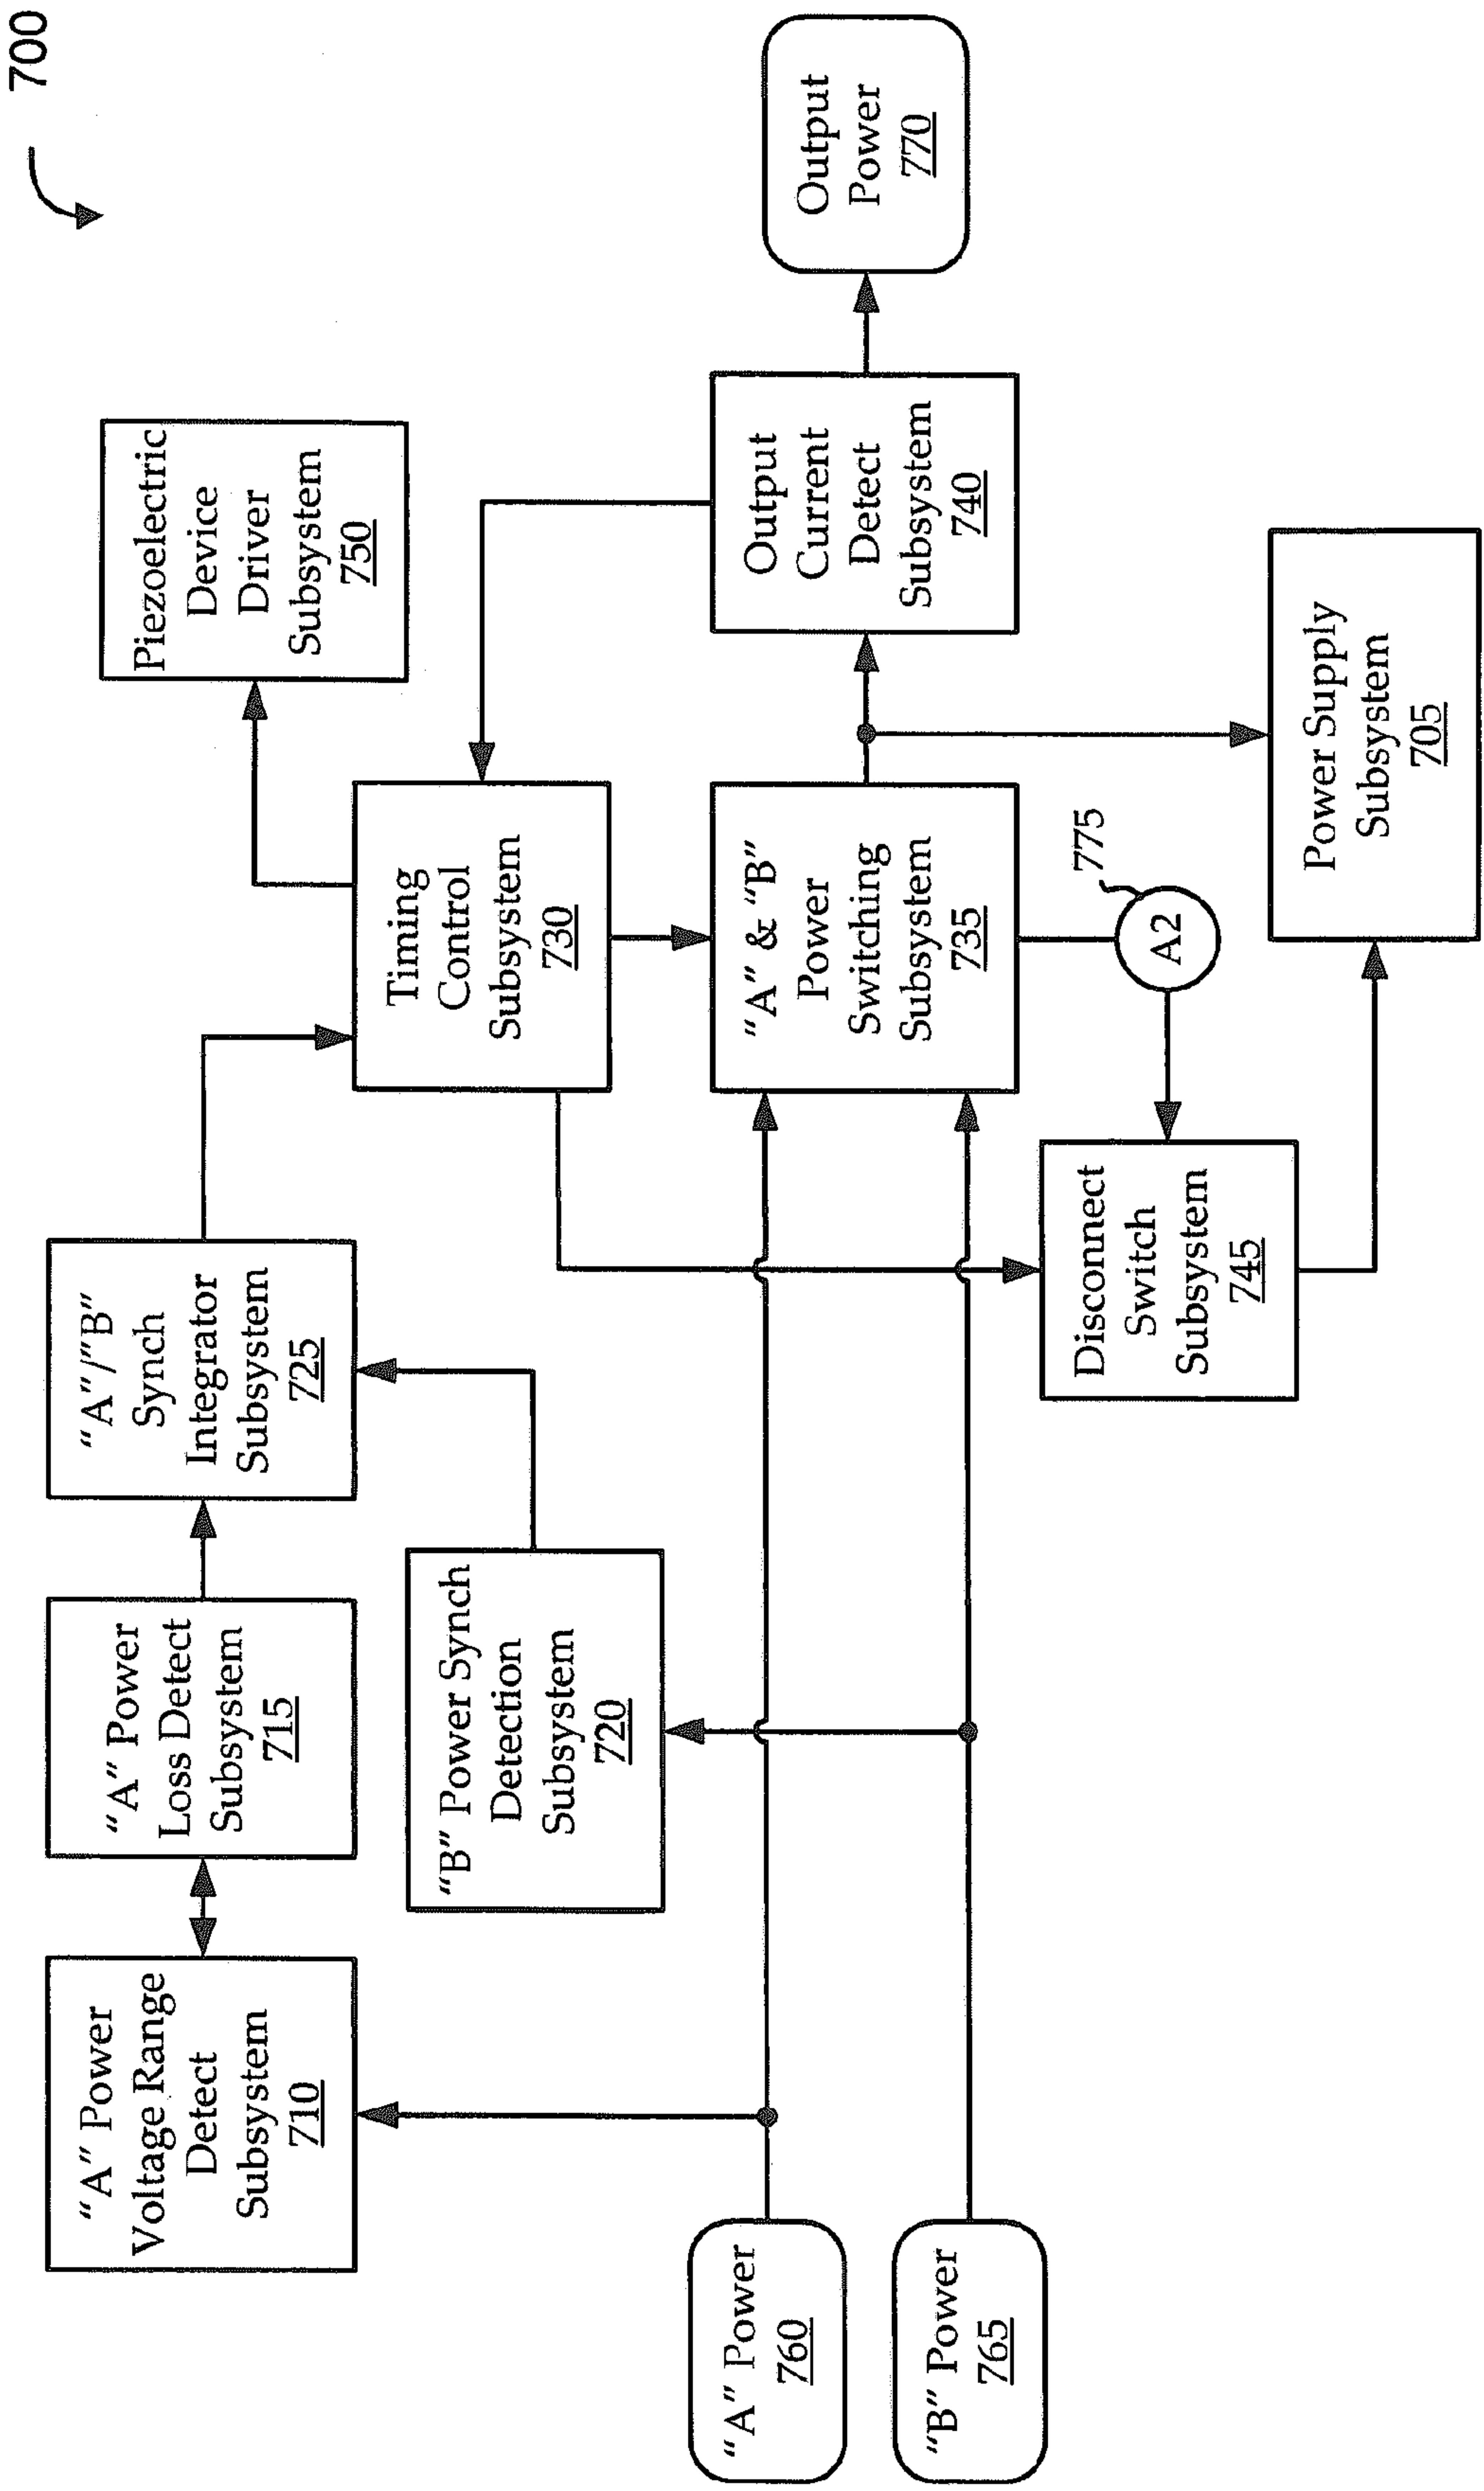 700
"A" Power
Voltage Range
Detect
Subsystem
710
"A" Power
Loss Detect
Subsystem
715
"A"/"B"
Synch
Integrator
Subsystem
725
Piezoelectric
Device
Driver
Subsystem
750
"B" Power Synch
Detection
Subsystem
720
Timing
Control
Subsystem
730
"A" Power
760
"B" Power
765
"A" & "B"
Power
Switching
Subsystem
735
Output
Current
Detect
Subsystem
740
Output
Power
770
Disconnect
Switch
Subsystem
745
A2
775
Power Supply
Subsystem
705